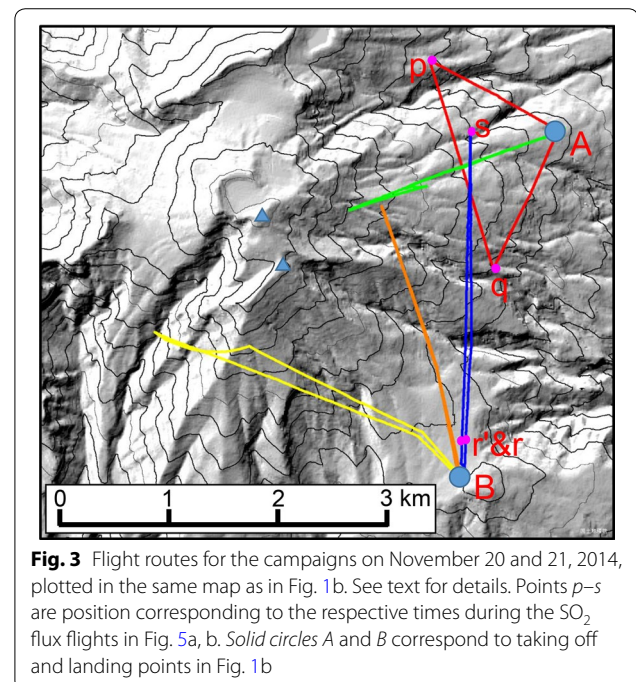 p
s
A
q
r'&r
B
0 1 2 3 km
Fig. 3 Flight routes for the campaigns on November 20 and 21, 2014,
plotted in the same map as in Fig. 1b. See text for details. Points p–s
are position corresponding to the respective times during the SO₂
flux flights in Fig. 5a, b. Solid circles A and B correspond to taking off
and landing points in Fig. 1b